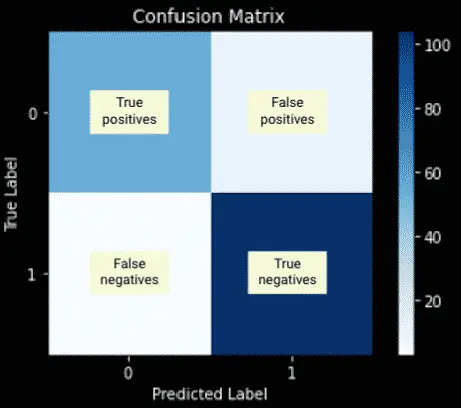 Confusion Matrix
True
positives
False
positives
False
negatives
True
negatives
0
1
True Label
0
1
Predicted Label
100
80
60
40
20